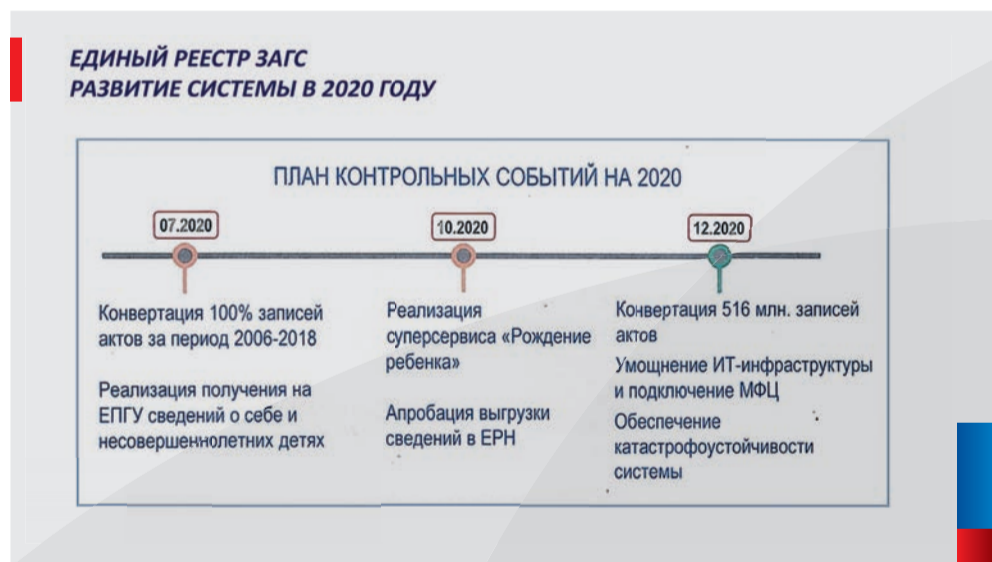 ЕДИНЫЙ РЕЕСТР ЗАГС
РАЗВИТИЕ СИСТЕМЫ В 2020 ГОДУ
ПЛАН КОНТРОЛЬНЫХ СОБЫТИЙ НА 2020
07.2020
Конвертация 100% записей
актов за период 2006-2018
Реализация получения на
ЕПГУ сведений о себе и
несовершеннолетних детях
10.2020
Реализация
суперсервиса «Рождение
ребенка»
Апробация выгрузки
сведений в ЕРН
12.2020
Конвертация 516 млн. записей
актов
Умощнение ИТ-инфраструктуры
и подключение МФЦ
Обеспечение
катастрофоустойчивости
системы